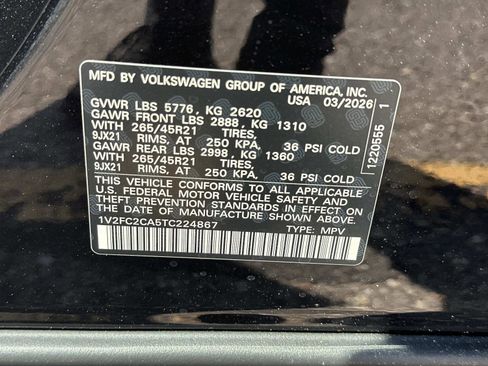 MFD BY VOLKSWAGEN GROUP OF AMERICA, INC.
USA 03/2026
GVWR LBS 5776, KG 2620
GAWR FRONT LBS 2888, KG 1310
WITH 265/45R21 TIRES,
9JX21 RIMS, AT 250 KPA, 36 PSI COLD
GAWR REAR LBS 2998, KG 1360
WITH 265/45R21 TIRES,
9JX21 RIMS, AT 250 KPA, 36 PSI COLD
THIS VEHICLE CONFORMS TO ALL APPLICABLE
U.S. FEDERAL MOTOR VEHICLE SAFETY AND
THEFT PREVENTION STANDARDS IN EFFECT ON THE
DATE OF MANUFACTURE SHOWN ABOVE.
1V2FC2CA5TC224867 TYPE: MPV
1220555 1